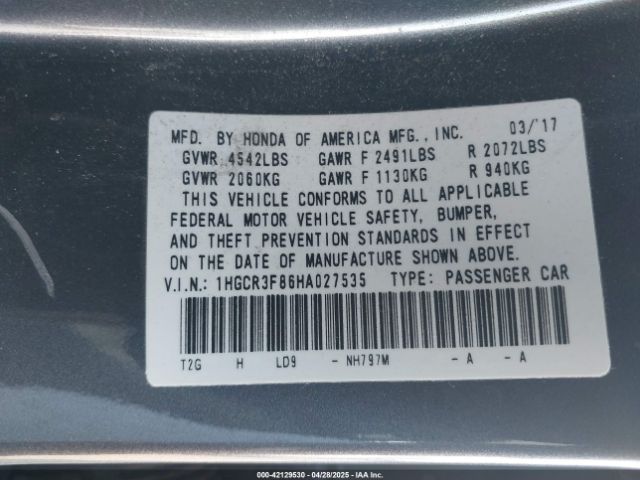 MFD. BY HONDA OF AMERICA MFG., INC. 03/'17
GVWR 4542LBS GAWR F 2491LBS R 2072LBS
GVWR 2060KG GAWR F 1130KG R 940KG
THIS VEHICLE CONFORMS TO ALL APPLICABLE
FEDERAL MOTOR VEHICLE SAFETY, BUMPER,
AND THEFT PREVENTION STANDARDS IN EFFECT
ON THE DATE OF MANUFACTURE SHOWN ABOVE.
V.I.N.: 1HGCR3F86HA027535 TYPE: PASSENGER CAR
T2G H LD9 - NH797M - A - A
000-42129530 - 04/28/2025 - IAA Inc.